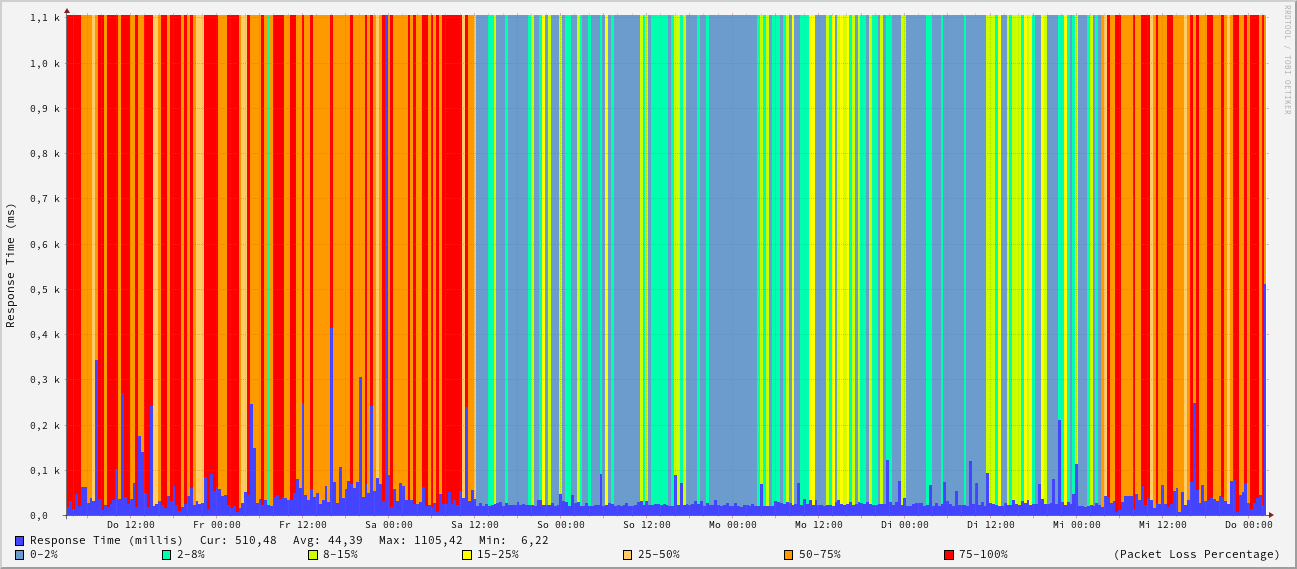 RRDTOOL / TOBI OETIKER
Response Time (ms)
1,1 k
1,0 k
0,9 k
0,8 k
0,7 k
0,6 k
0,5 k
0,4 k
0,3 k
0,2 k
0,1 k
0,0
Do 12:00 Fr 00:00 Fr 12:00 Sa 00:00 Sa 12:00 So 00:00 So 12:00 Mo 00:00 Mo 12:00 Di 00:00 Di 12:00 Mi 00:00 Mi 12:00 Do 00:00
Response Time (millis) Cur: 510,48 Avg: 44,39 Max: 1105,42 Min: 6,22
0-2% 2-8% 8-15% 15-25% 25-50% 50-75% 75-100% (Packet Loss Percentage)